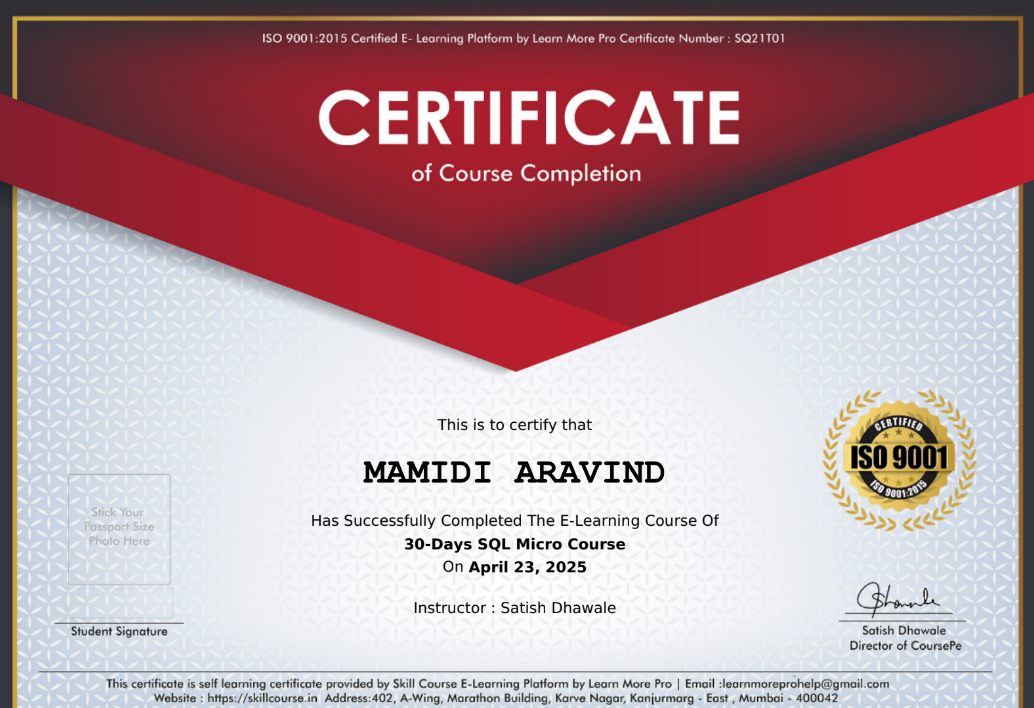 ISO 9001:2015 Certified E- Learning Platform by Learn More Pro Certificate Number : SQ21T01
CERTIFICATE
of Course Completion
This is to certify that
MAMIDI ARAVIND
Has Successfully Completed The E-Learning Course Of
30-Days SQL Micro Course
On April 23, 2025
Instructor : Satish Dhawale
CERTIFIED
ISO 9001
ISO 9001:2015
Stick Your
Passport Size
Photo Here
Student Signature
Satish Dhawale
Director of CoursePe
This certificate is self learning certificate provided by Skill Course E-Learning Platform by Learn More Pro | Email :learnmoreprohelp@gmail.com
Website : https://skillcourse.in Address:402, A-Wing, Marathon Building, Karve Nagar, Kanjurmarg - East , Mumbai - 400042